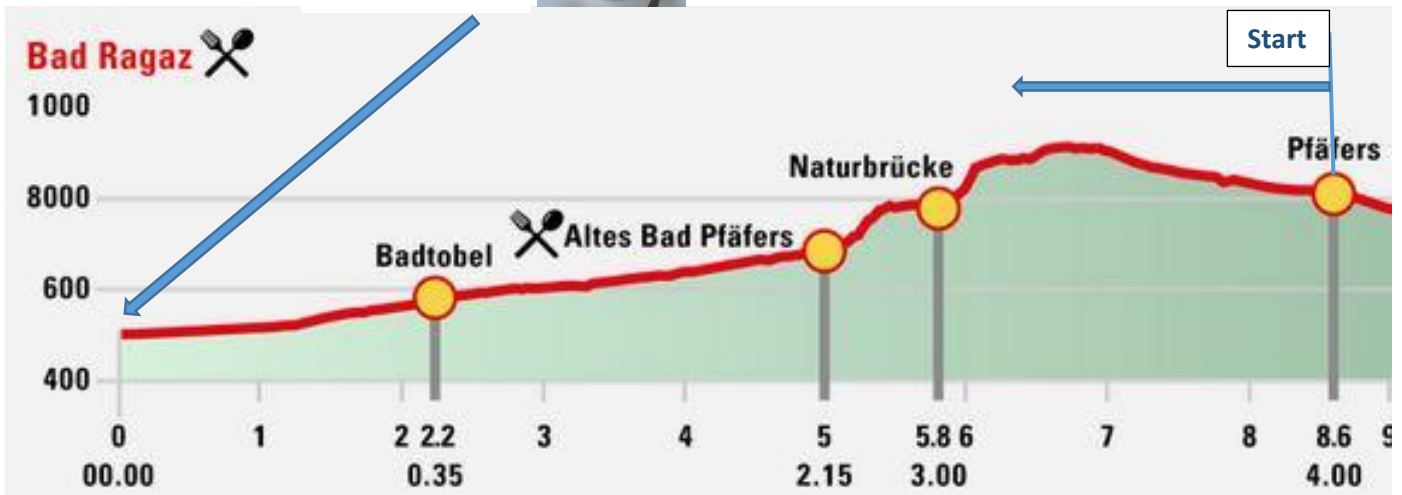 Start
Bad Ragaz
1000
Pfäfers
Naturbrücke
8000
Altes Bad Pfäfers
Badtobel
600
400
0 1 2 2.2 3 4 5 5.8 6 7 8 8.6 9
00.00 0.35 2.15 3.00 4.00